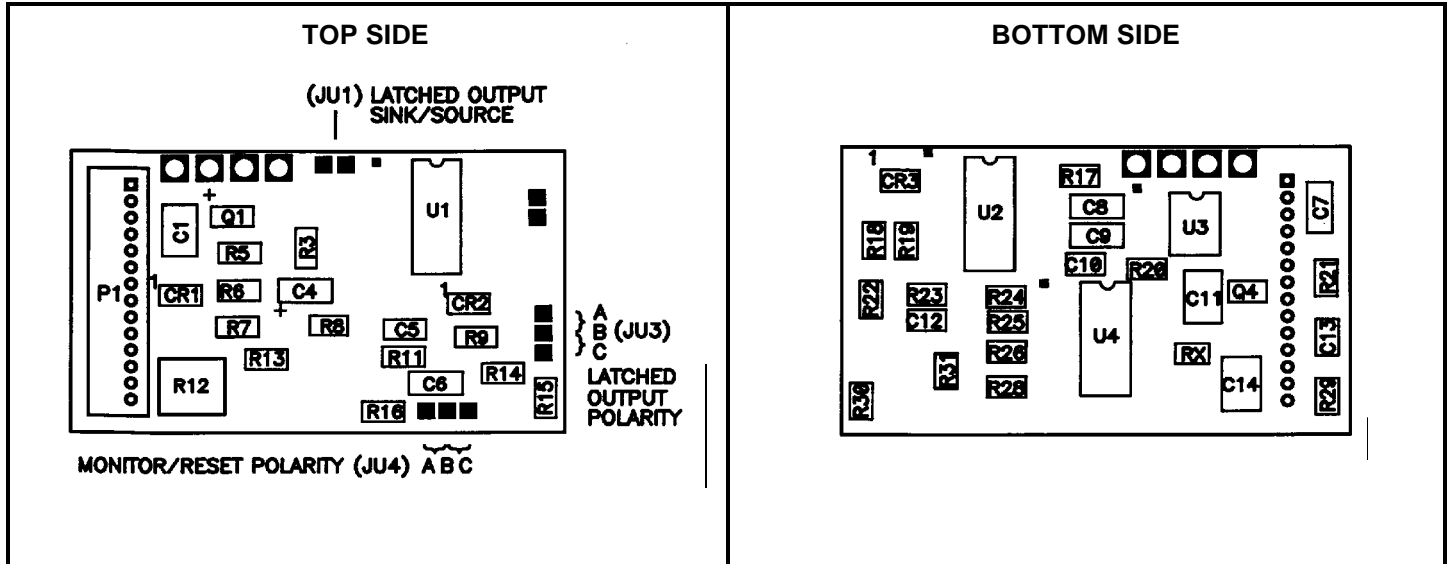 TOP SIDE
(JU1) LATCHED OUTPUT
SINK/SOURCE
U1
+
C1
Q1
R5
R3
P1
1
CR1
R6
C4
+
1
CR2
R7
R8
C5
R9
R13
R11
R12
C6
R14
R16
R15
A
B (JU3)
C
LATCHED
OUTPUT
POLARITY
MONITOR/RESET POLARITY (JU4) A B C
BOTTOM SIDE
1
CR3
U2
R17
C8
C9
U3
C7
R18
R19
C10
R20
R21
R22
R23
R24
C11
Q4
C12
R25
U4
C13
R26
RX
R31
R28
C14
R30
R29